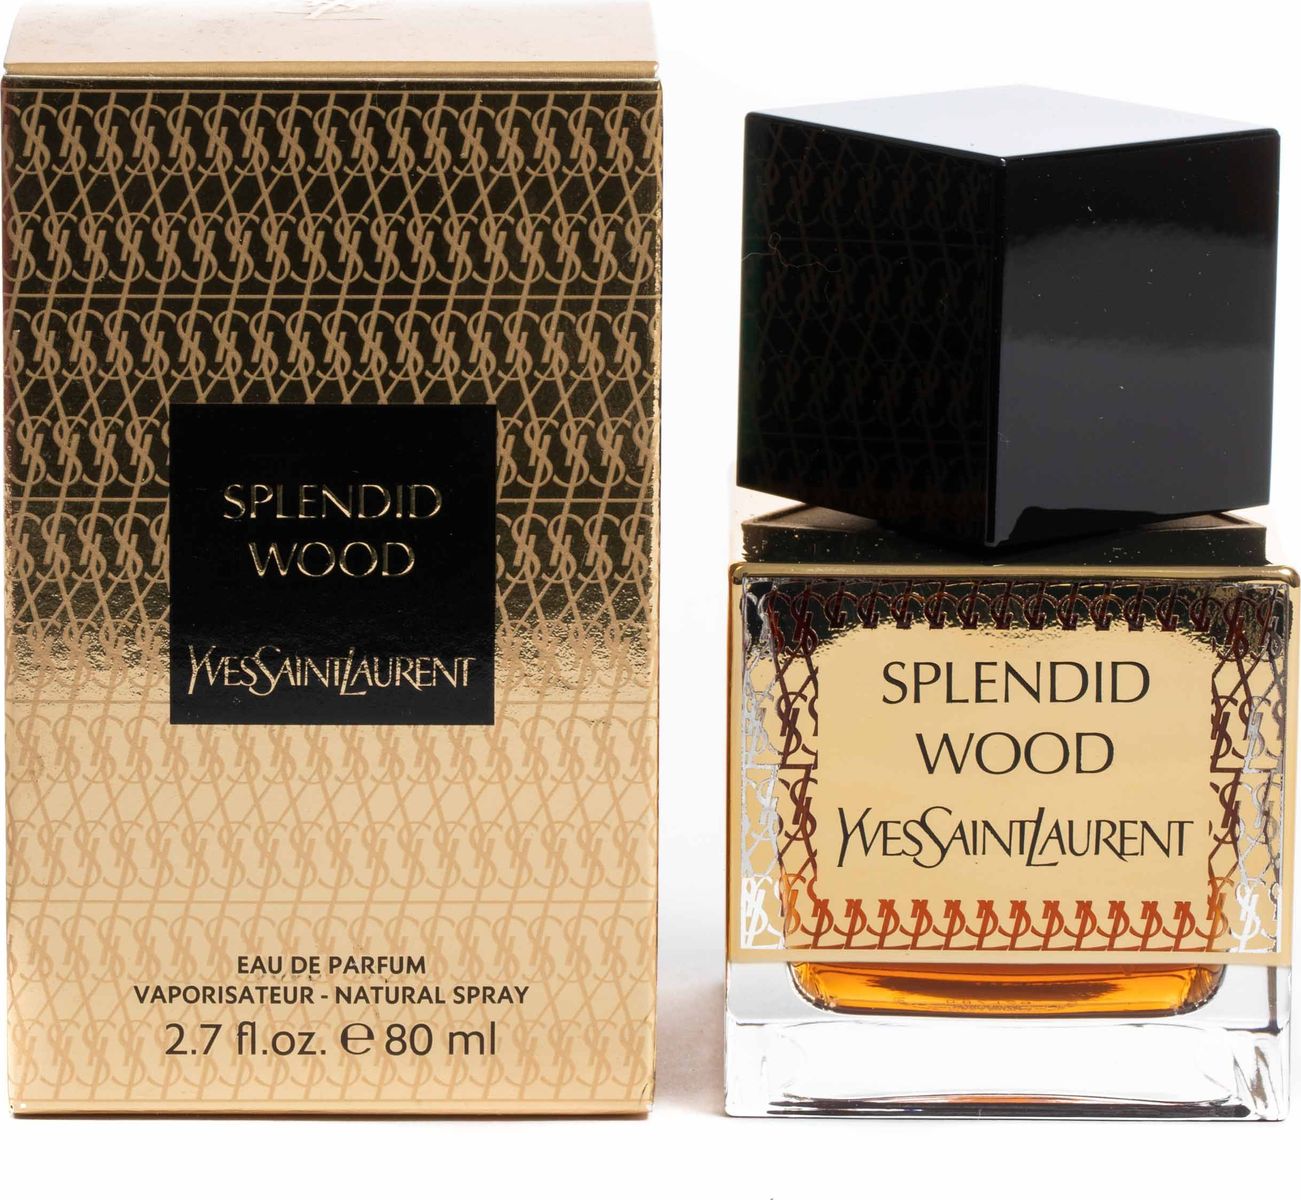 SPLENDID
WOOD
YVESSAINTLAURENT
EAU DE PARFUM
VAPORISATEUR - NATURAL SPRAY
2.7 fl.oz. ℮ 80 ml
SPLENDID
WOOD
YVESSAINTLAURENT